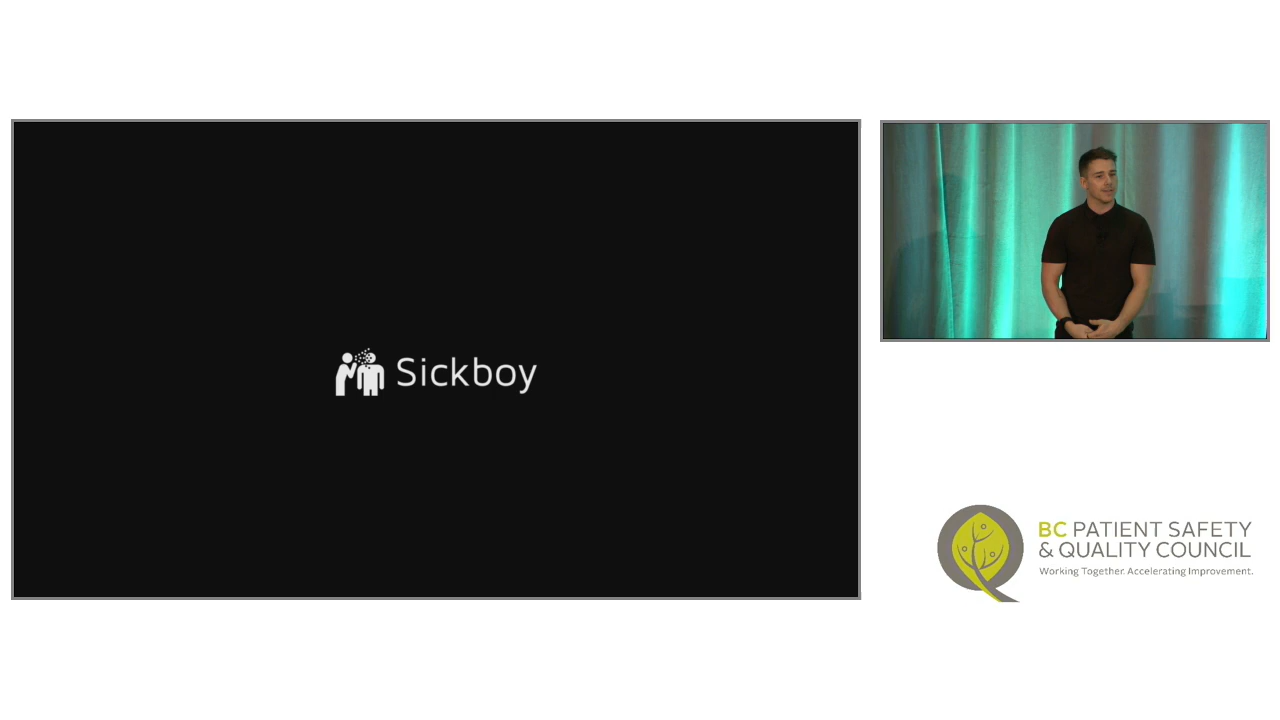 Sickboy
BC PATIENT SAFETY
& QUALITY COUNCIL
Working Together. Accelerating Improvement.